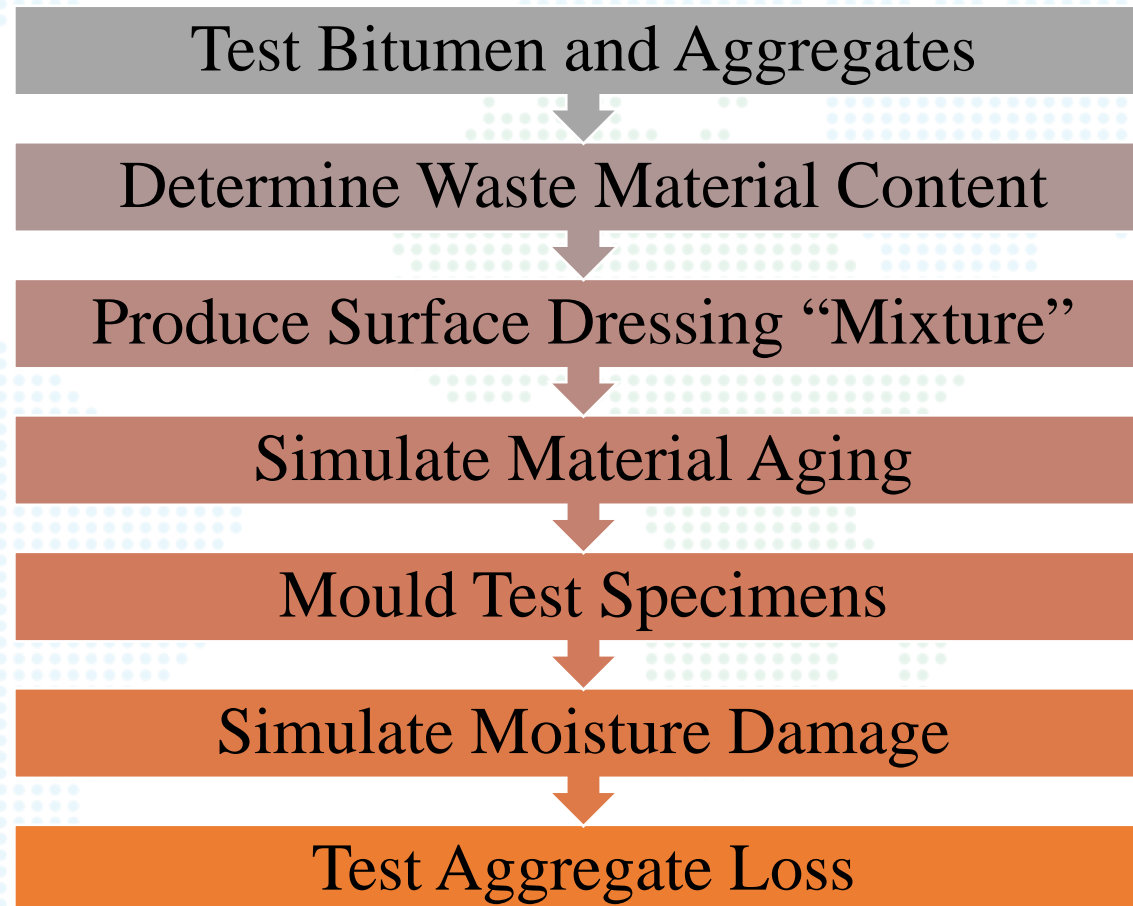 Test Bitumen and Aggregates
Determine Waste Material Content
Produce Surface Dressing “Mixture”
Simulate Material Aging
Mould Test Specimens
Simulate Moisture Damage
Test Aggregate Loss